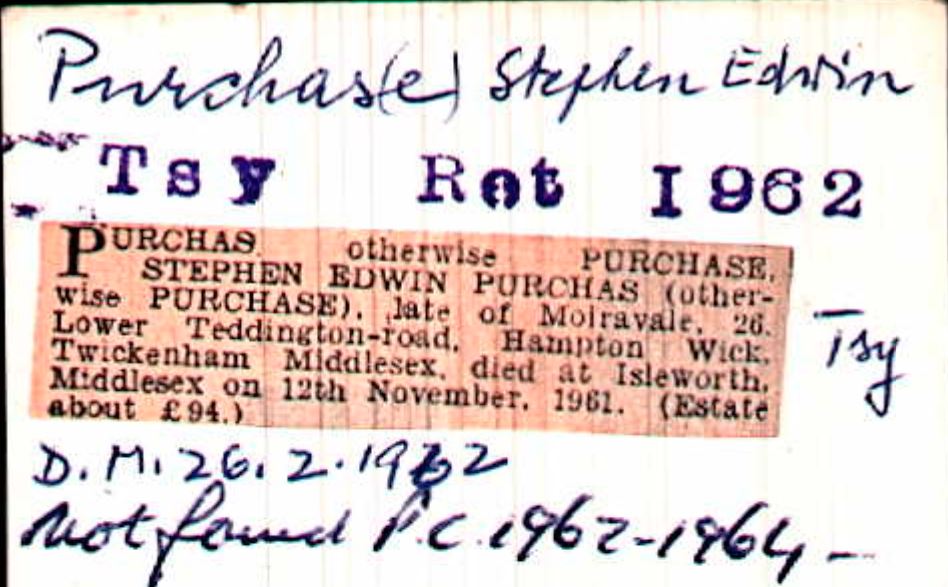 Purchas(e) Stephen Edwin
Tsy Rot 1962
PURCHAS otherwise PURCHASE,
STEPHEN EDWIN PURCHAS (other-
wise PURCHASE), late of Moiravale, 26,
Lower Teddington-road, Hampton Wick,
Twickenham Middlesex, died at Isleworth,
Middlesex on 12th November, 1961. (Estate
about £94.)
Tsy
D.M. 26.2.1962
Not found P.C. 1962-1964 -